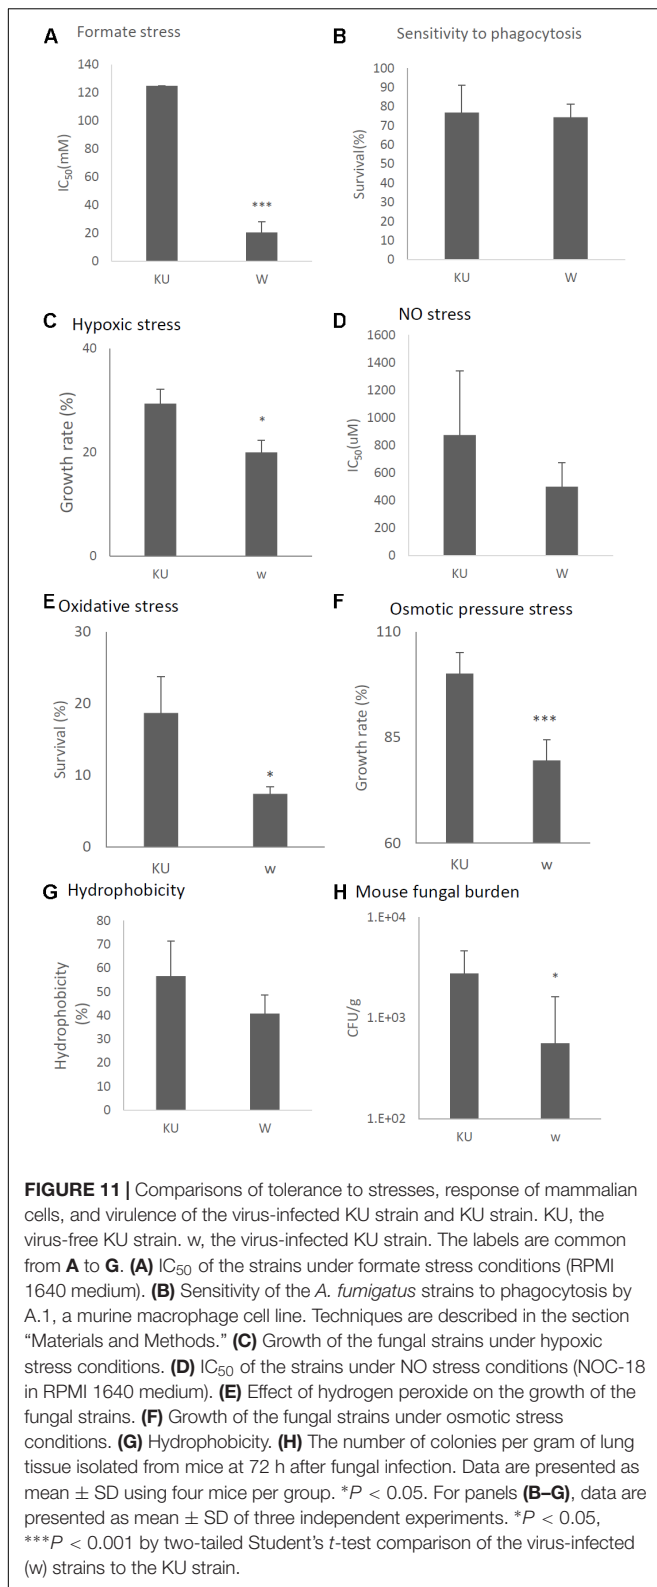 A Formate stress
140
120
100
80
60
40
20
0
IC50(mM)
***
KU W
B Sensitivity to phagocytosis
100
90
80
70
60
50
40
30
20
10
0
Survival(%)
KU W
C Hypoxic stress
40
20
0
Growth rate (%)
*
KU w
D NO stress
1600
1400
1200
1000
800
600
400
200
0
IC50(uM)
KU W
E Oxidative stress
30
20
10
0
Survival (%)
*
KU w
F Osmotic pressure stress
110
85
60
Growth rate (%)
***
KU w
G Hydrophobicity
80
70
60
50
40
30
20
10
0
Hydrophobicity
(%)
KU W
H Mouse fungal burden
1.E+04
1.E+03
1.E+02
CFU/g
*
KU w
FIGURE 11 | Comparisons of tolerance to stresses, response of mammalian
cells, and virulence of the virus-infected KU strain and KU strain. KU, the
virus-free KU strain. w, the virus-infected KU strain. The labels are common
from A to G. (A) IC50 of the strains under formate stress conditions (RPMI
1640 medium). (B) Sensitivity of the A. fumigatus strains to phagocytosis by
A.1, a murine macrophage cell line. Techniques are described in the section
“Materials and Methods.” (C) Growth of the fungal strains under hypoxic
stress conditions. (D) IC50 of the strains under NO stress conditions (NOC-18
in RPMI 1640 medium). (E) Effect of hydrogen peroxide on the growth of the
fungal strains. (F) Growth of the fungal strains under osmotic stress
conditions. (G) Hydrophobicity. (H) The number of colonies per gram of lung
tissue isolated from mice at 72 h after fungal infection. Data are presented as
mean ± SD using four mice per group. *P < 0.05. For panels (B–G), data are
presented as mean ± SD of three independent experiments. *P < 0.05,
***P < 0.001 by two-tailed Student’s t-test comparison of the virus-infected
(w) strains to the KU strain.